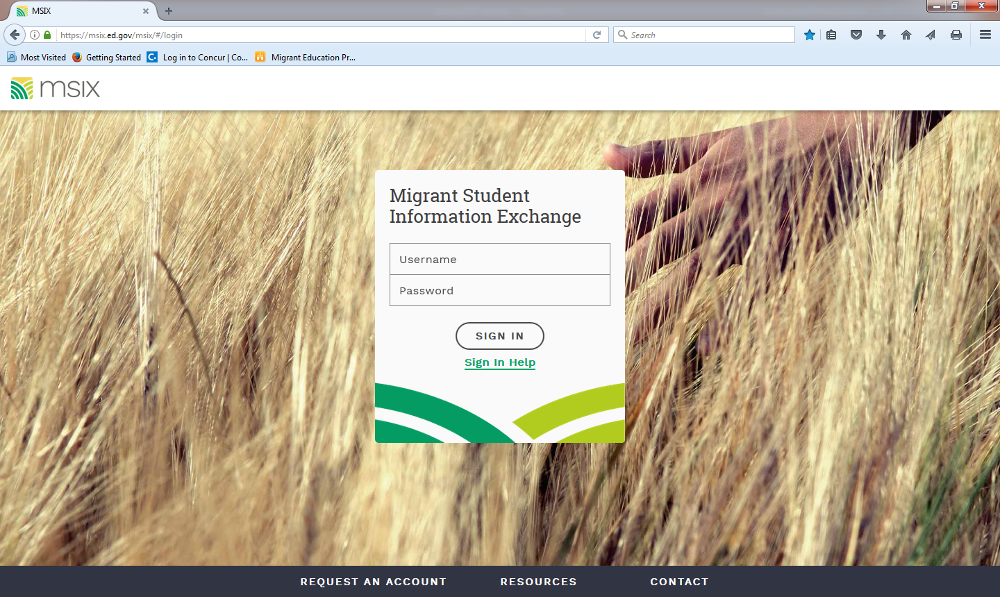 MSIX
https://msix.ed.gov/msix/#/login
Search
Most Visited
Getting Started
Log in to Concur | Co...
Migrant Education Pr...
msix
Migrant Student
Information Exchange
Username
Password
SIGN IN
Sign In Help
REQUEST AN ACCOUNT
RESOURCES
CONTACT